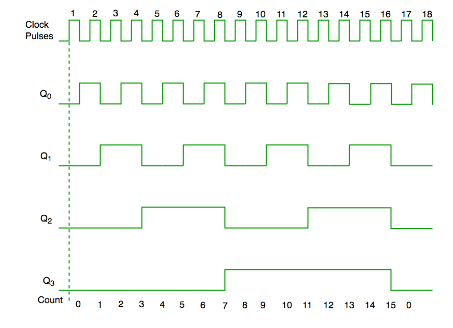 1 2 3 4 5 6 7 8 9 10 11 12 13 14 15 16 17 18
Clock
Pulses
Q0
Q1
Q2
Q3
Count 0 1 2 3 4 5 6 7 8 9 10 11 12 13 14 15 0